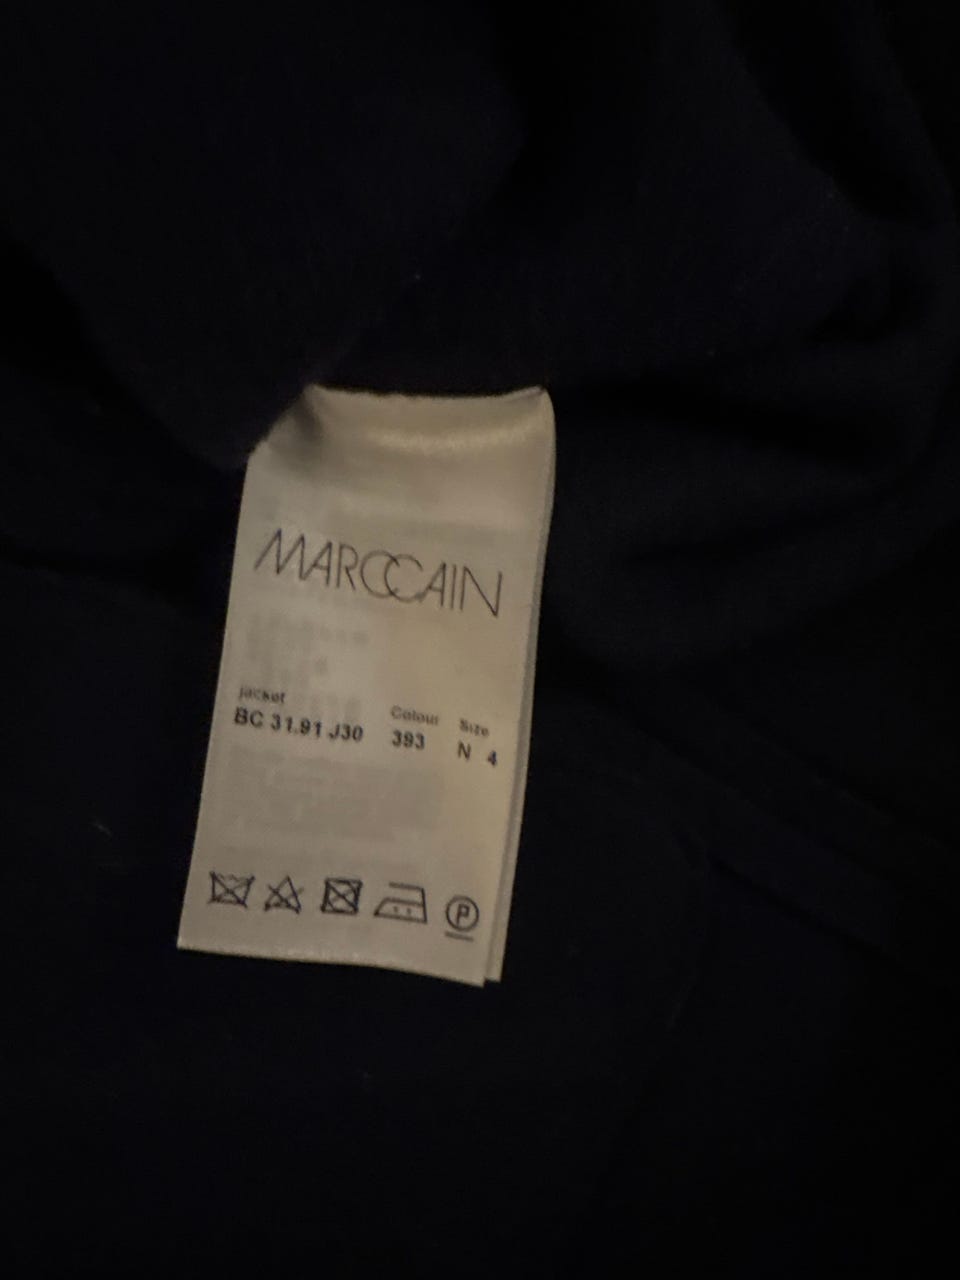 MARCCAIN
jacket Colour Size
BC 31.91 J30 393 N 4
P